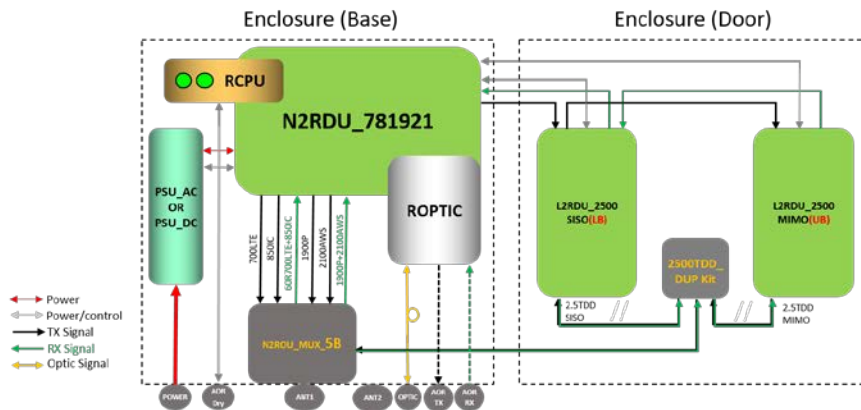 Enclosure (Base)
Enclosure (Door)
RCPU
N2RDU_781921
PSU_AC
OR
PSU_DC
ROPTIC
L2RDU_2500
SISO(LB)
L2RDU_2500
MIMO(UB)
2500TDD_
DUP Kit
700LTE
850IC
60R700LTE+850IC
1900P
2100AWS
1900P+2100AWS
2.5TDD
SISO
2.5TDD
MIMO
Power
Power/control
TX Signal
RX Signal
Optic Signal
N2ROU_MUX_5B
POWER
AOR
Dry
ANT1
ANT2
OPTIC
AOR
TX
AOR
RX